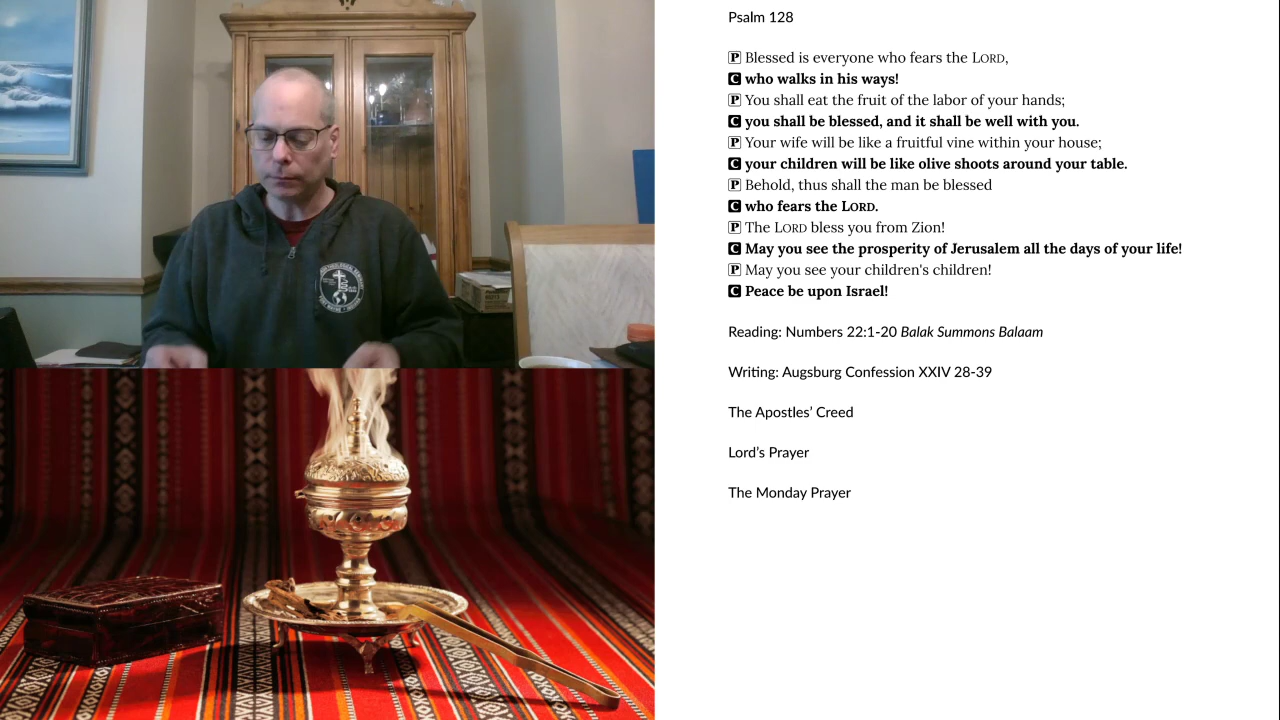 Psalm 128
P Blessed is everyone who fears the LORD,
C who walks in his ways!
P You shall eat the fruit of the labor of your hands;
C you shall be blessed, and it shall be well with you.
P Your wife will be like a fruitful vine within your house;
C your children will be like olive shoots around your table.
P Behold, thus shall the man be blessed
C who fears the LORD.
P The LORD bless you from Zion!
C May you see the prosperity of Jerusalem all the days of your life!
P May you see your children's children!
C Peace be upon Israel!
Reading: Numbers 22:1-20 Balak Summons Balaam
Writing: Augsburg Confession XXIV 28-39
The Apostles’ Creed
Lord’s Prayer
The Monday Prayer